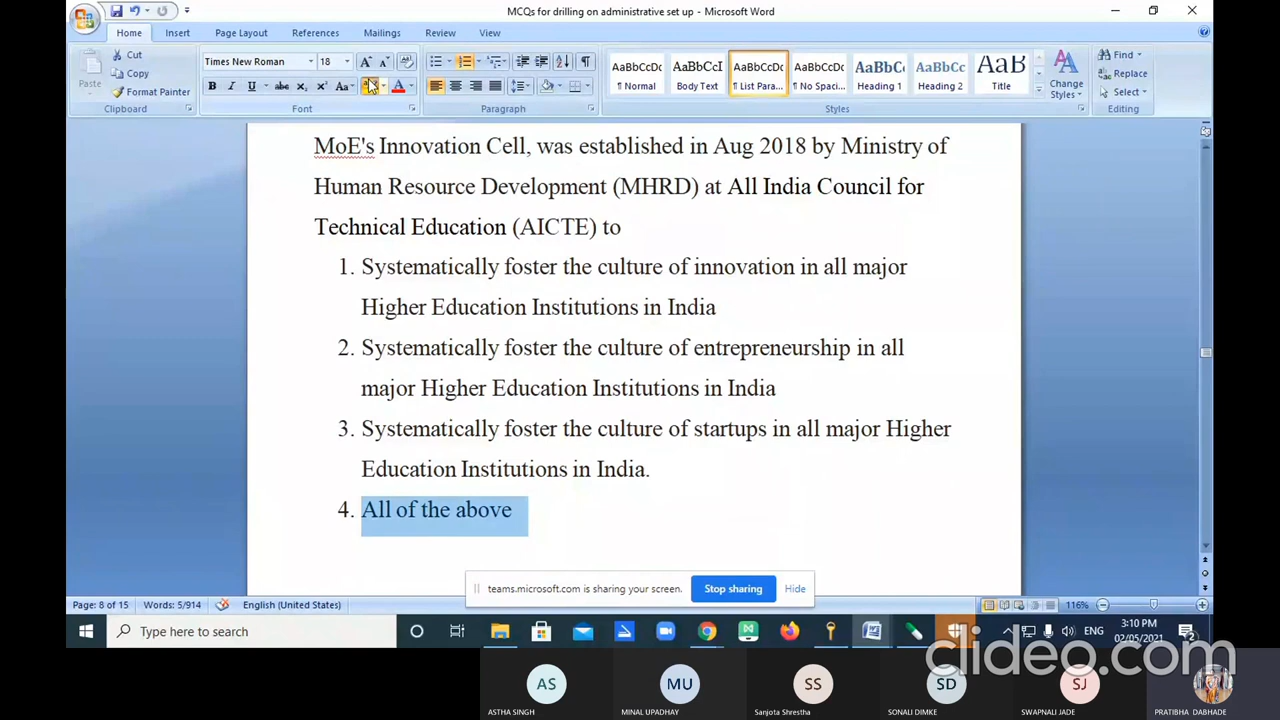 MCQs for drilling on administrative set up - Microsoft Word
Home Insert Page Layout References Mailings Review View
Paste Cut Copy Format Painter Clipboard
Times New Roman 18 Font
Paragraph
AaBbCcDc ¶ Normal AaBbCcI Body Text AaBbCcDc ¶ List Para... AaBbCcDc ¶ No Spaci... AaBbC Heading 1 AaBbCc Heading 2 AaB Title Change Styles Styles
Find Replace Select Editing
MoE's Innovation Cell, was established in Aug 2018 by Ministry of
Human Resource Development (MHRD) at All India Council for
Technical Education (AICTE) to
1. Systematically foster the culture of innovation in all major
Higher Education Institutions in India
2. Systematically foster the culture of entrepreneurship in all
major Higher Education Institutions in India
3. Systematically foster the culture of startups in all major Higher
Education Institutions in India.
4. All of the above
teams.microsoft.com is sharing your screen. Stop sharing Hide
Page: 8 of 15 Words: 5/914 English (United States) 116%
Type here to search ENG 3:10 PM
02/05/2021
clideo.com
AS MU SS SD SJ
ASTHA SINGH MINAL UPADHAY Sanjota Shrestha SONALI DIMKE SWAPNALI JADE PRATIBHA DABHADE